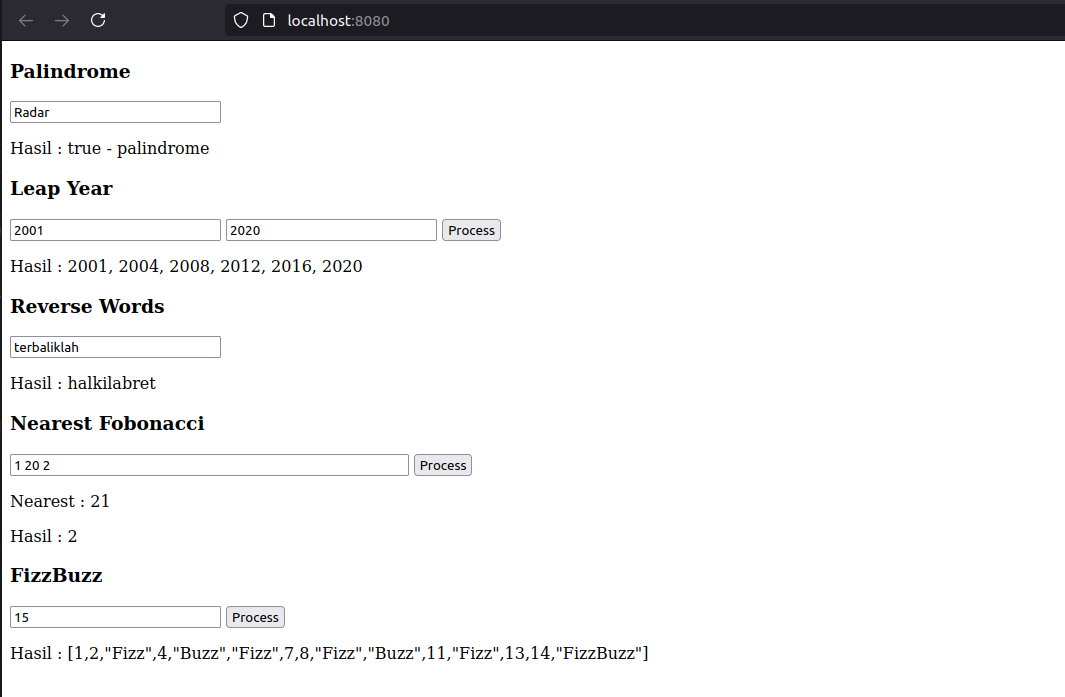 localhost:8080
Palindrome
Radar
Hasil : true - palindrome
Leap Year
2001 2020 Process
Hasil : 2001, 2004, 2008, 2012, 2016, 2020
Reverse Words
terbaliklah
Hasil : halkilabret
Nearest Fobonacci
1 20 2 Process
Nearest : 21
Hasil : 2
FizzBuzz
15 Process
Hasil : [1,2,"Fizz",4,"Buzz","Fizz",7,8,"Fizz","Buzz",11,"Fizz",13,14,"FizzBuzz"]